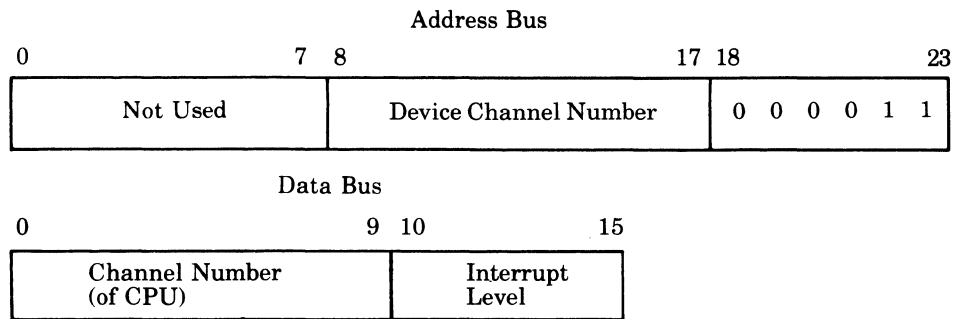 Address Bus
0 7 8 17 18 23
Not Used Device Channel Number 0 0 0 0 1 1
Data Bus
0 9 10 15
Channel Number Interrupt
(of CPU) Level